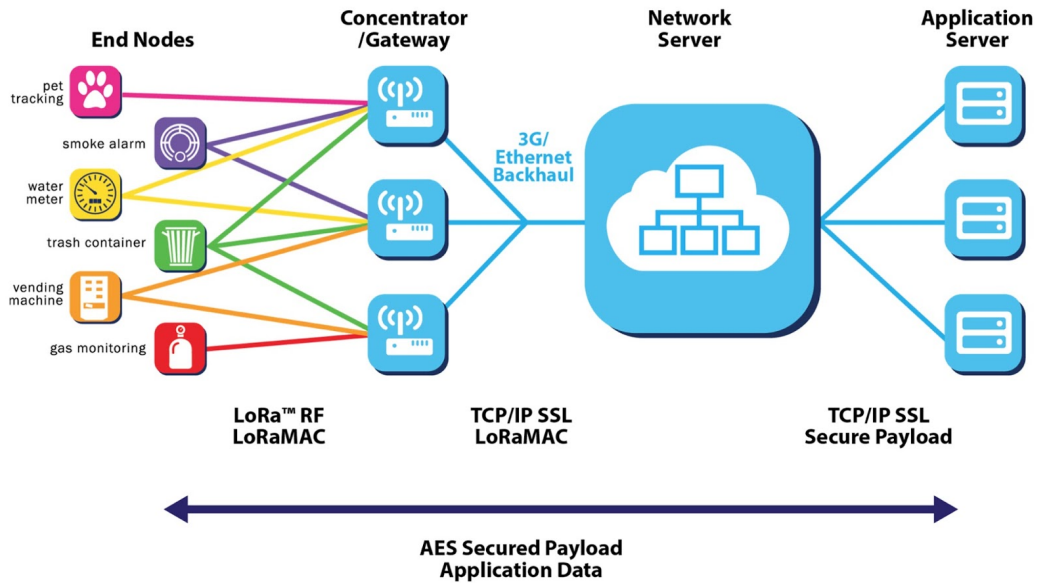 End Nodes
Concentrator
/Gateway
Network
Server
Application
Server
pet
tracking
smoke alarm
water
meter
trash container
vending
machine
gas monitoring
3G/
Ethernet
Backhaul
LoRa™ RF
LoRaMAC
TCP/IP SSL
LoRaMAC
TCP/IP SSL
Secure Payload
AES Secured Payload
Application Data